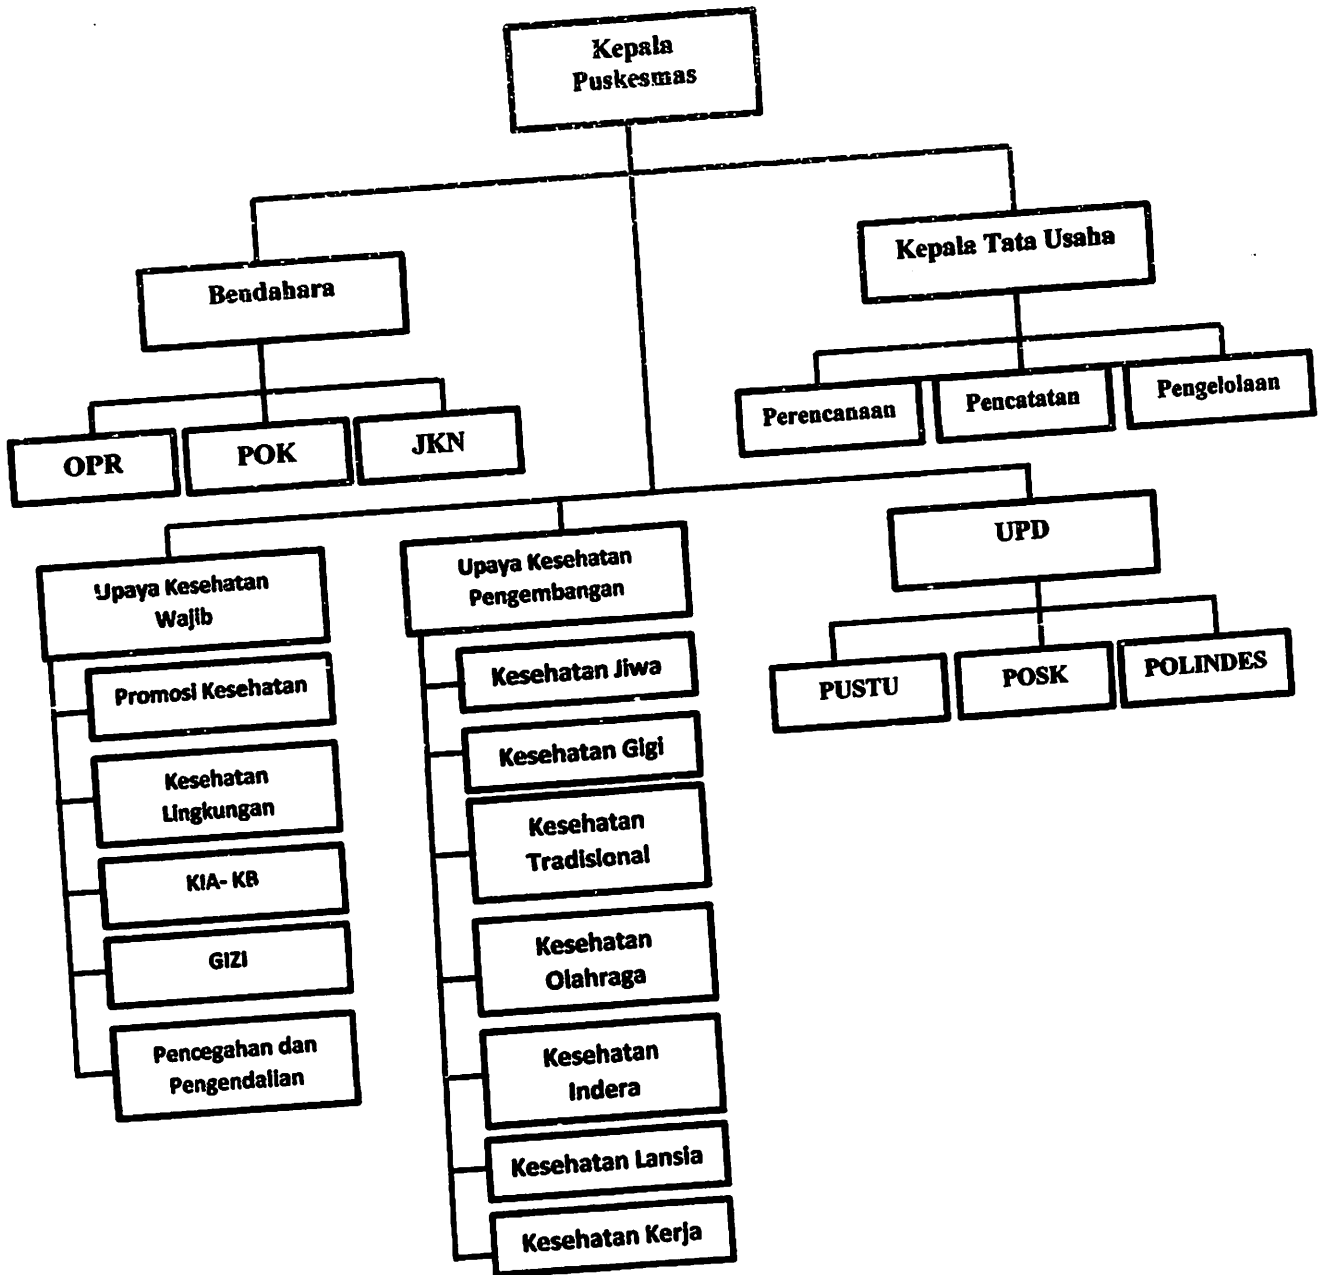 Kepala
Puskesmas
Kepala Tata Usaha
Bendahara
Perencanaan
Pencatatan
Pengelolaan
OPR
POK
JKN
UPD
Upaya Kesehatan
Wajib
Upaya Kesehatan
Pengembangan
PUSTU
POSK
POLINDES
Promosi Kesehatan
Kesehatan
Lingkungan
KIA- KB
GIZI
Pencegahan dan
Pengendalian
Kesehatan Jiwa
Kesehatan Gigi
Kesehatan
Tradisional
Kesehatan
Olahraga
Kesehatan
Indera
Kesehatan Lansia
Kesehatan Kerja